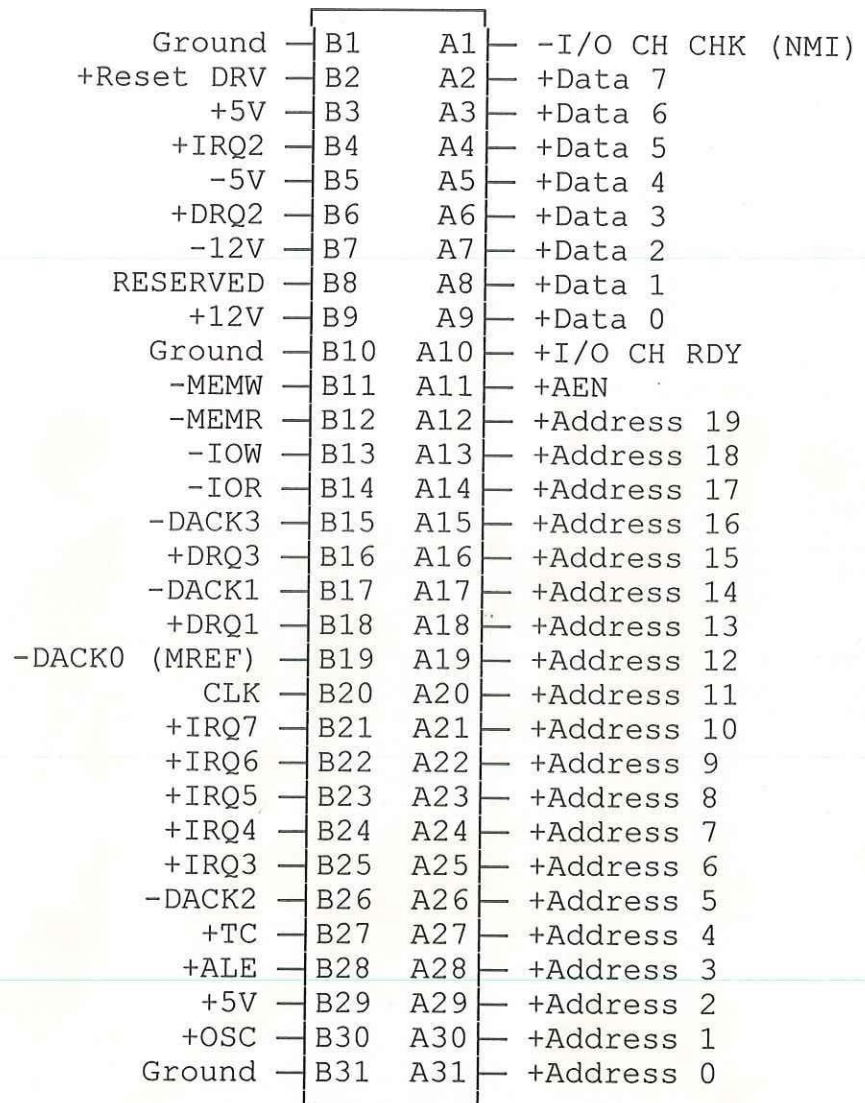 Ground B1 A1 -I/O CH CHK (NMI)
+Reset DRV B2 A2 +Data 7
+5V B3 A3 +Data 6
+IRQ2 B4 A4 +Data 5
-5V B5 A5 +Data 4
+DRQ2 B6 A6 +Data 3
-12V B7 A7 +Data 2
RESERVED B8 A8 +Data 1
+12V B9 A9 +Data 0
Ground B10 A10 +I/O CH RDY
-MEMW B11 A11 +AEN
-MEMR B12 A12 +Address 19
-IOW B13 A13 +Address 18
-IOR B14 A14 +Address 17
-DACK3 B15 A15 +Address 16
+DRQ3 B16 A16 +Address 15
-DACK1 B17 A17 +Address 14
+DRQ1 B18 A18 +Address 13
-DACK0 (MREF) B19 A19 +Address 12
CLK B20 A20 +Address 11
+IRQ7 B21 A21 +Address 10
+IRQ6 B22 A22 +Address 9
+IRQ5 B23 A23 +Address 8
+IRQ4 B24 A24 +Address 7
+IRQ3 B25 A25 +Address 6
-DACK2 B26 A26 +Address 5
+TC B27 A27 +Address 4
+ALE B28 A28 +Address 3
+5V B29 A29 +Address 2
+OSC B30 A30 +Address 1
Ground B31 A31 +Address 0